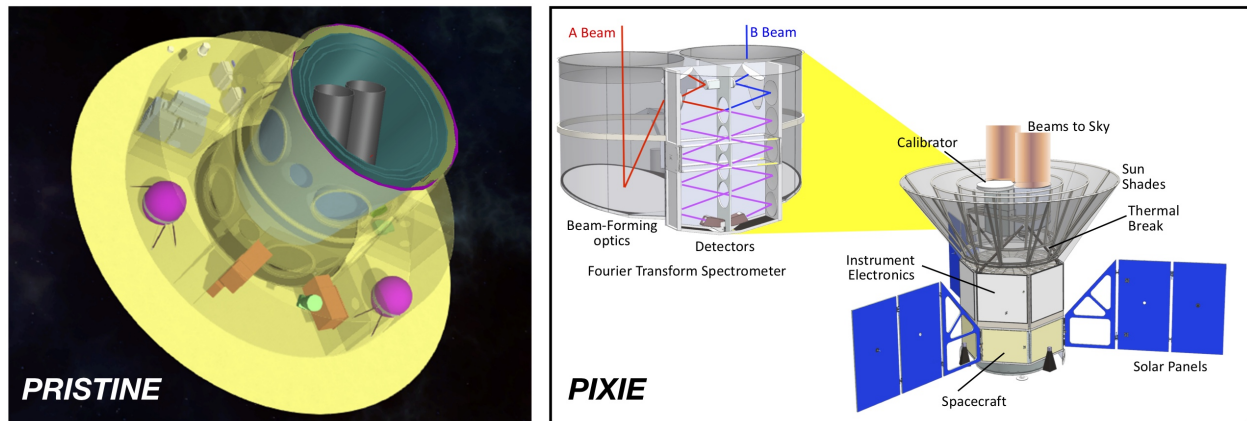 PRISTINE
A Beam
B Beam
Beam-Forming
optics
Detectors
Fourier Transform Spectrometer
Beams to Sky
Calibrator
Sun
Shades
Thermal
Break
Instrument
Electronics
Solar Panels
Spacecraft
PIXIE